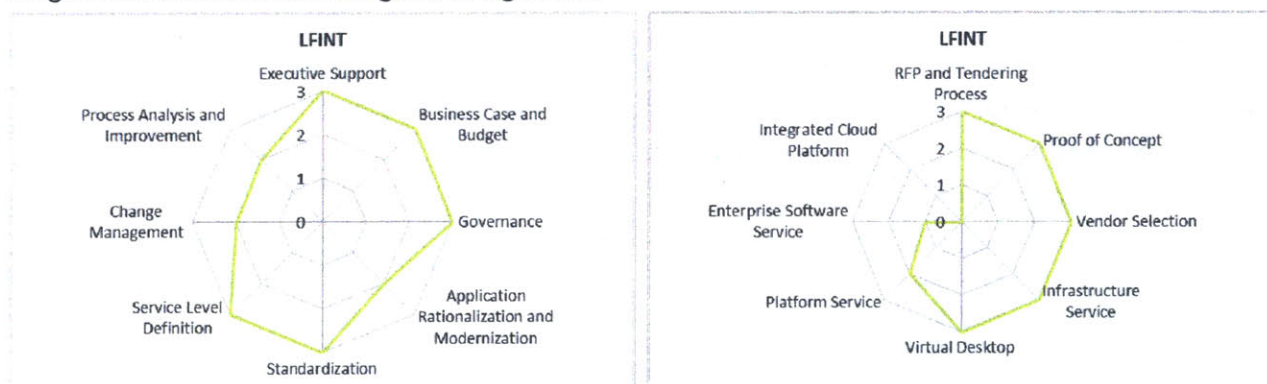 LFINT
Executive Support
3
Process Analysis and
Improvement
Business Case and
Budget
2
1
Change
Management
0
Governance
Service Level
Definition
Application
Rationalization and
Modernization
Standardization
LFINT
RFP and Tendering
Process
3
Integrated Cloud
Platform
Proof of Concept
2
1
Enterprise Software
Service
0
Vendor Selection
Platform Service
Infrastructure
Service
Virtual Desktop